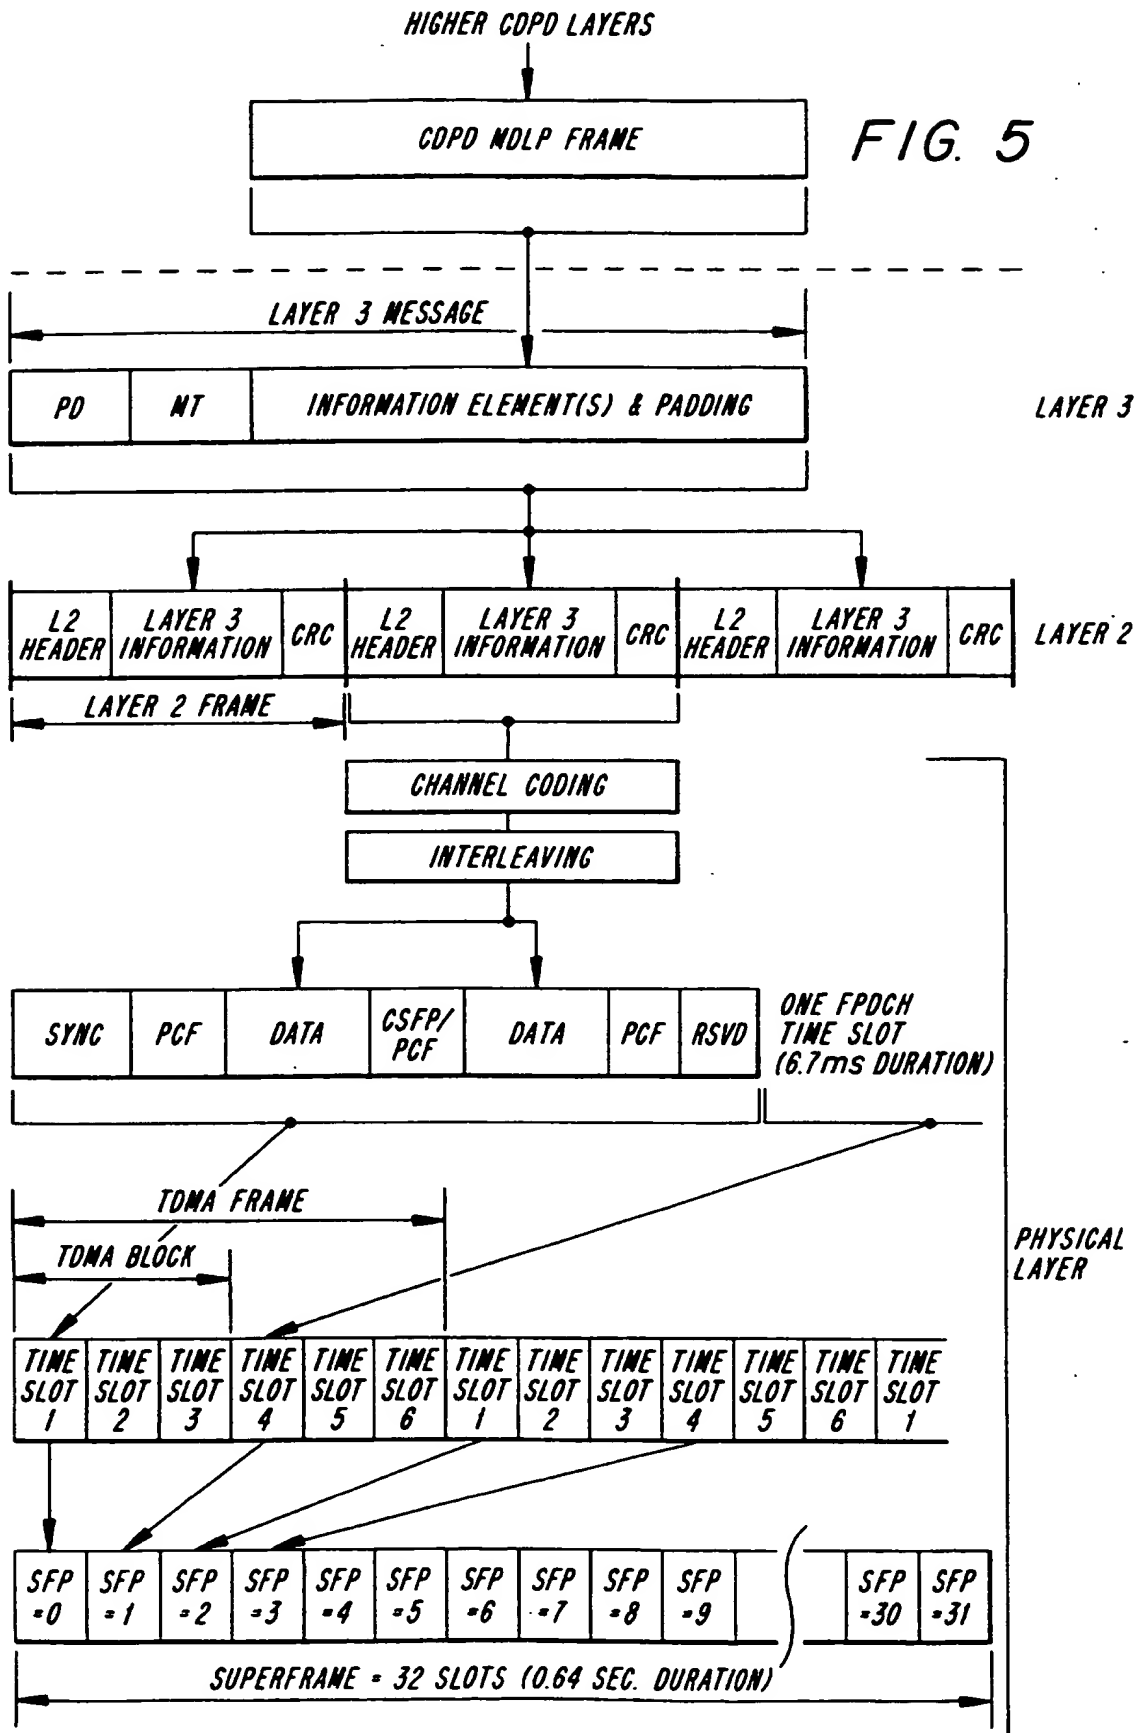 HIGHER CDPD LAYERS
CDPD MDLP FRAME
FIG. 5
LAYER 3 MESSAGE
PD
MT
INFORMATION ELEMENT(S) & PADDING
LAYER 3
L2
HEADER
LAYER 3
INFORMATION
CRC
L2
HEADER
LAYER 3
INFORMATION
CRC
L2
HEADER
LAYER 3
INFORMATION
CRC
LAYER 2
LAYER 2 FRAME
CHANNEL CODING
INTERLEAVING
SYNC
PCF
DATA
CSFP/
PCF
DATA
PCF
RSVD
ONE FPDCH
TIME SLOT
(6.7ms DURATION)
TDMA FRAME
TDMA BLOCK
PHYSICAL
LAYER
TIME
SLOT
1
TIME
SLOT
2
TIME
SLOT
3
TIME
SLOT
4
TIME
SLOT
5
TIME
SLOT
6
TIME
SLOT
1
TIME
SLOT
2
TIME
SLOT
3
TIME
SLOT
4
TIME
SLOT
5
TIME
SLOT
6
TIME
SLOT
1
SFP
=0
SFP
=1
SFP
=2
SFP
=3
SFP
=4
SFP
=5
SFP
=6
SFP
=7
SFP
=8
SFP
=9
SFP
=30
SFP
=31
SUPERFRAME = 32 SLOTS (0.64 SEC. DURATION)